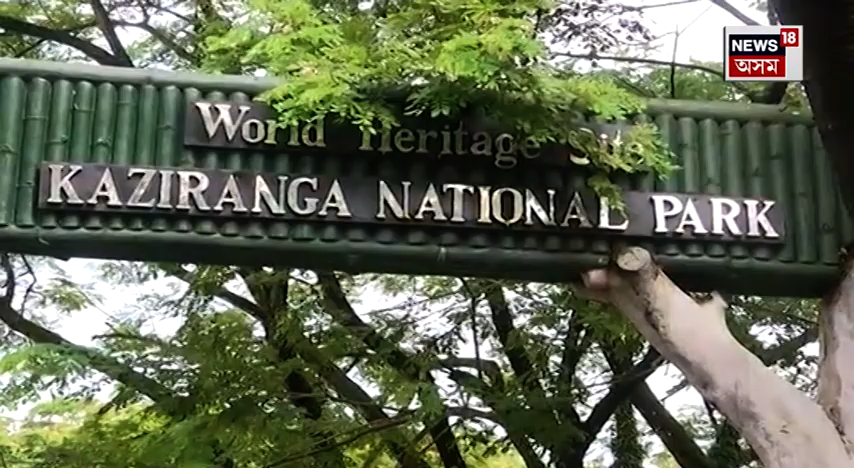 NEWS 18
অসম
World Heritage Site
KAZIRANGA NATIONAL PARK